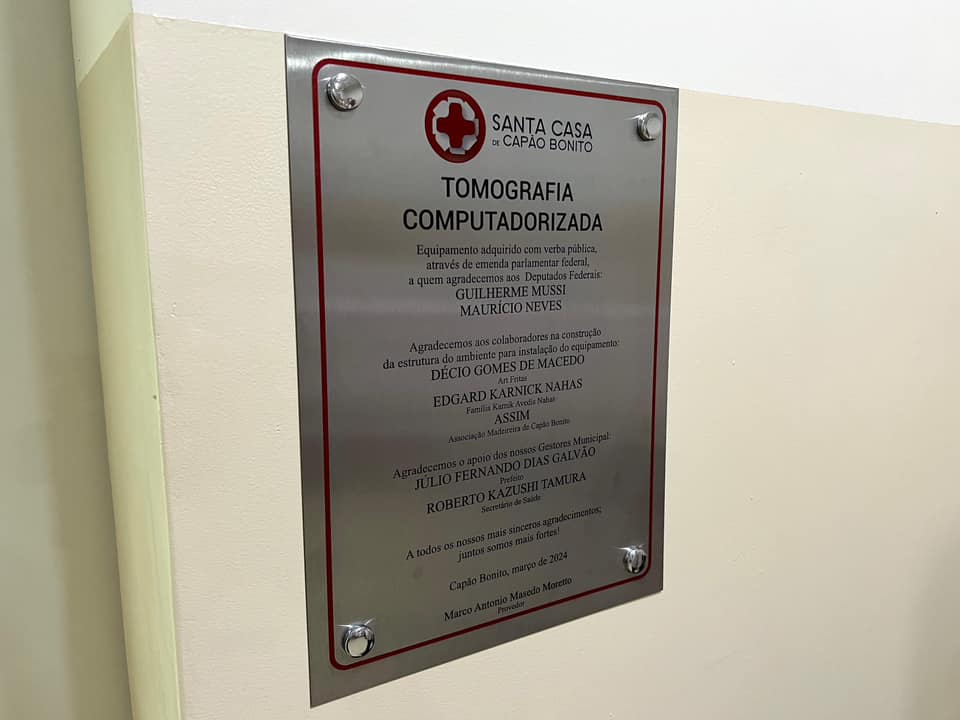 SANTA CASA
DE CAPÃO BONITO
TOMOGRAFIA
COMPUTADORIZADA
Equipamento adquirido com verba pública,
através de emenda parlamentar federal,
a quem agradecemos aos Deputados Federais:
GUILHERME MUSSI
MAURÍCIO NEVES
Agradecemos aos colaboradores na construção
da estrutura do ambiente para instalação do equipamento:
DÉCIO GOMES DE MACEDO
Art Fritas
EDGARD KARNICK NAHAS
Família Karnik Avedis Nahas
ASSIM
Associação Madeireira de Capão Bonito
Agradecemos o apoio dos nossos Gestores Municipal:
JÚLIO FERNANDO DIAS GALVÃO
Prefeito
ROBERTO KAZUSHI TAMURA
Secretário de Saúde
A todos os nossos mais sinceros agradecimentos;
juntos somos mais fortes!
Capão Bonito, março de 2024
Marco Antonio Masedo Moretto
Provedor